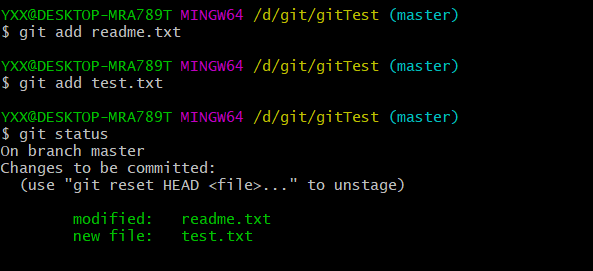 YXX@DESKTOP-MRA789T MINGW64 /d/git/gitTest (master)
$ git add readme.txt
YXX@DESKTOP-MRA789T MINGW64 /d/git/gitTest (master)
$ git add test.txt
YXX@DESKTOP-MRA789T MINGW64 /d/git/gitTest (master)
$ git status
On branch master
Changes to be committed:
  (use "git reset HEAD <file>..." to unstage)
        modified:   readme.txt
        new file:   test.txt